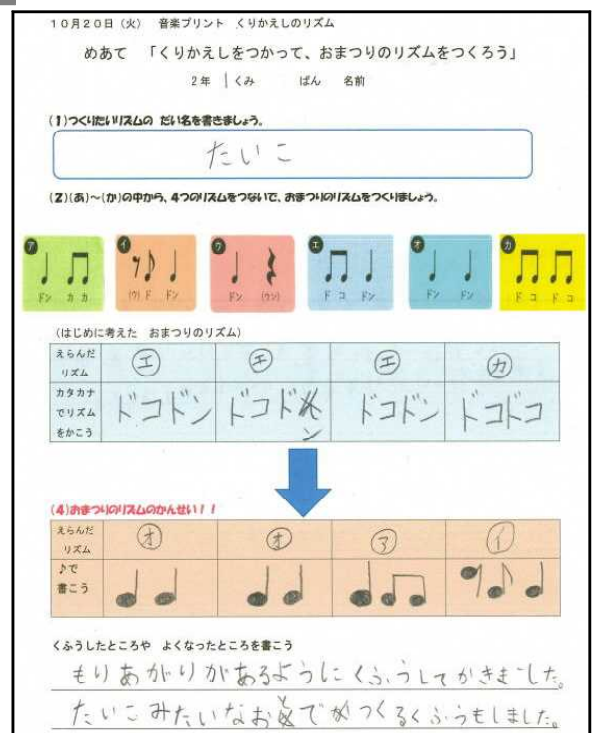 10月20日(火) 音楽プリント くりかえしのリズム
めあて 「くりかえしをつかって、おまつりのリズムをつくろう」
2年 1くみ ぱん 名前
(1)つくりたいリズムの だい名を書きましょう。
たいこ
(2)(あ)~(か)の中から、4つのリズムをつないで、おまつりのリズムをつくりましょう。
ア イ ウ エ オ カ
ドン カカ (ウ)ド ドン ドン (ウン) ドコ ドン ドン ドン ドコ ドコ
(はじめに考えた おまつりのリズム)
えらんだリズム エ エ エ カ
カタカナでリズムをかこう ドコドン ドコドン ドコドン ドコドコ
(4)おまつりのリズムのかんせい!!
えらんだリズム オ オ ア イ
♪で書こう
くふうしたところや よくなったところを書こう
もりあがりがあるようにくふうしてかきました。
たいこみたいなおとでつくるくふうもしました。